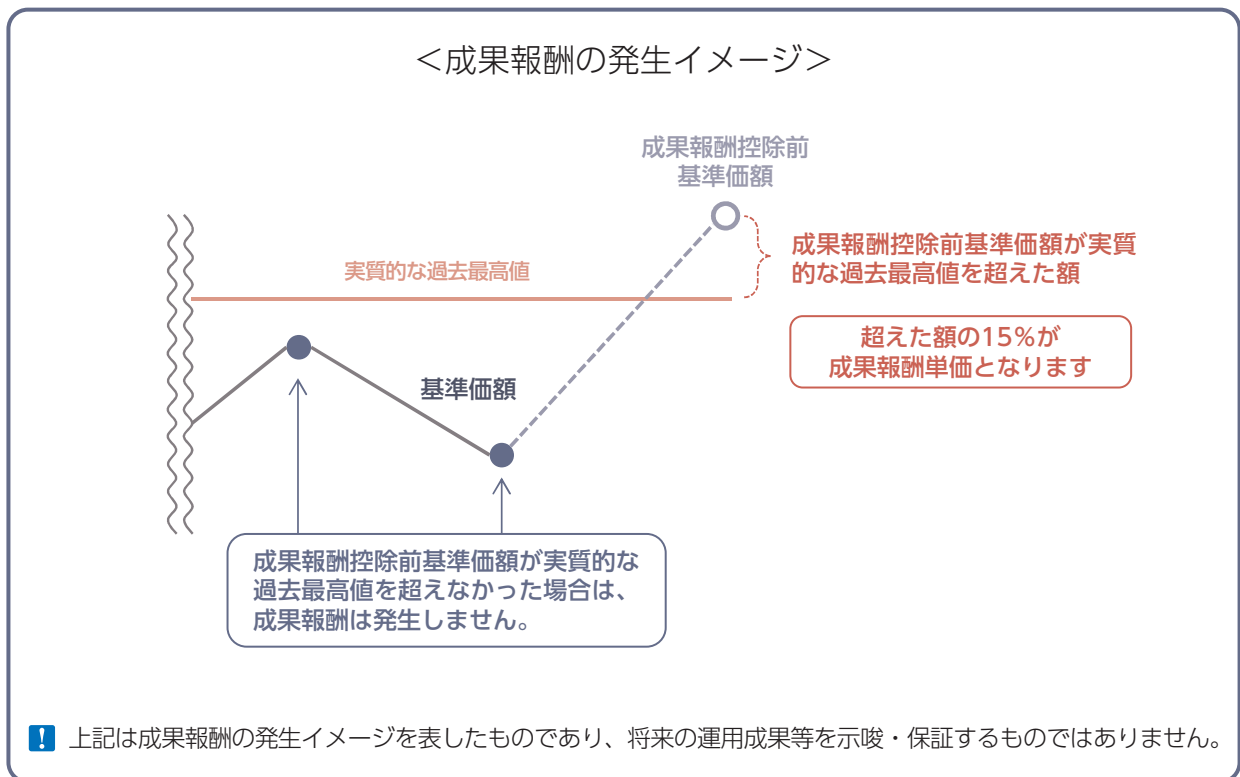 ＜成果報酬の発生イメージ＞
成果報酬控除前
基準価額
実質的な過去最高値
成果報酬控除前基準価額が実質
的な過去最高値を超えた額
超えた額の15％が
成果報酬単価となります
基準価額
成果報酬控除前基準価額が実質的な
過去最高値を超えなかった場合は、
成果報酬は発生しません。
! 上記は成果報酬の発生イメージを表したものであり、将来の運用成果等を示唆・保証するものではありません。